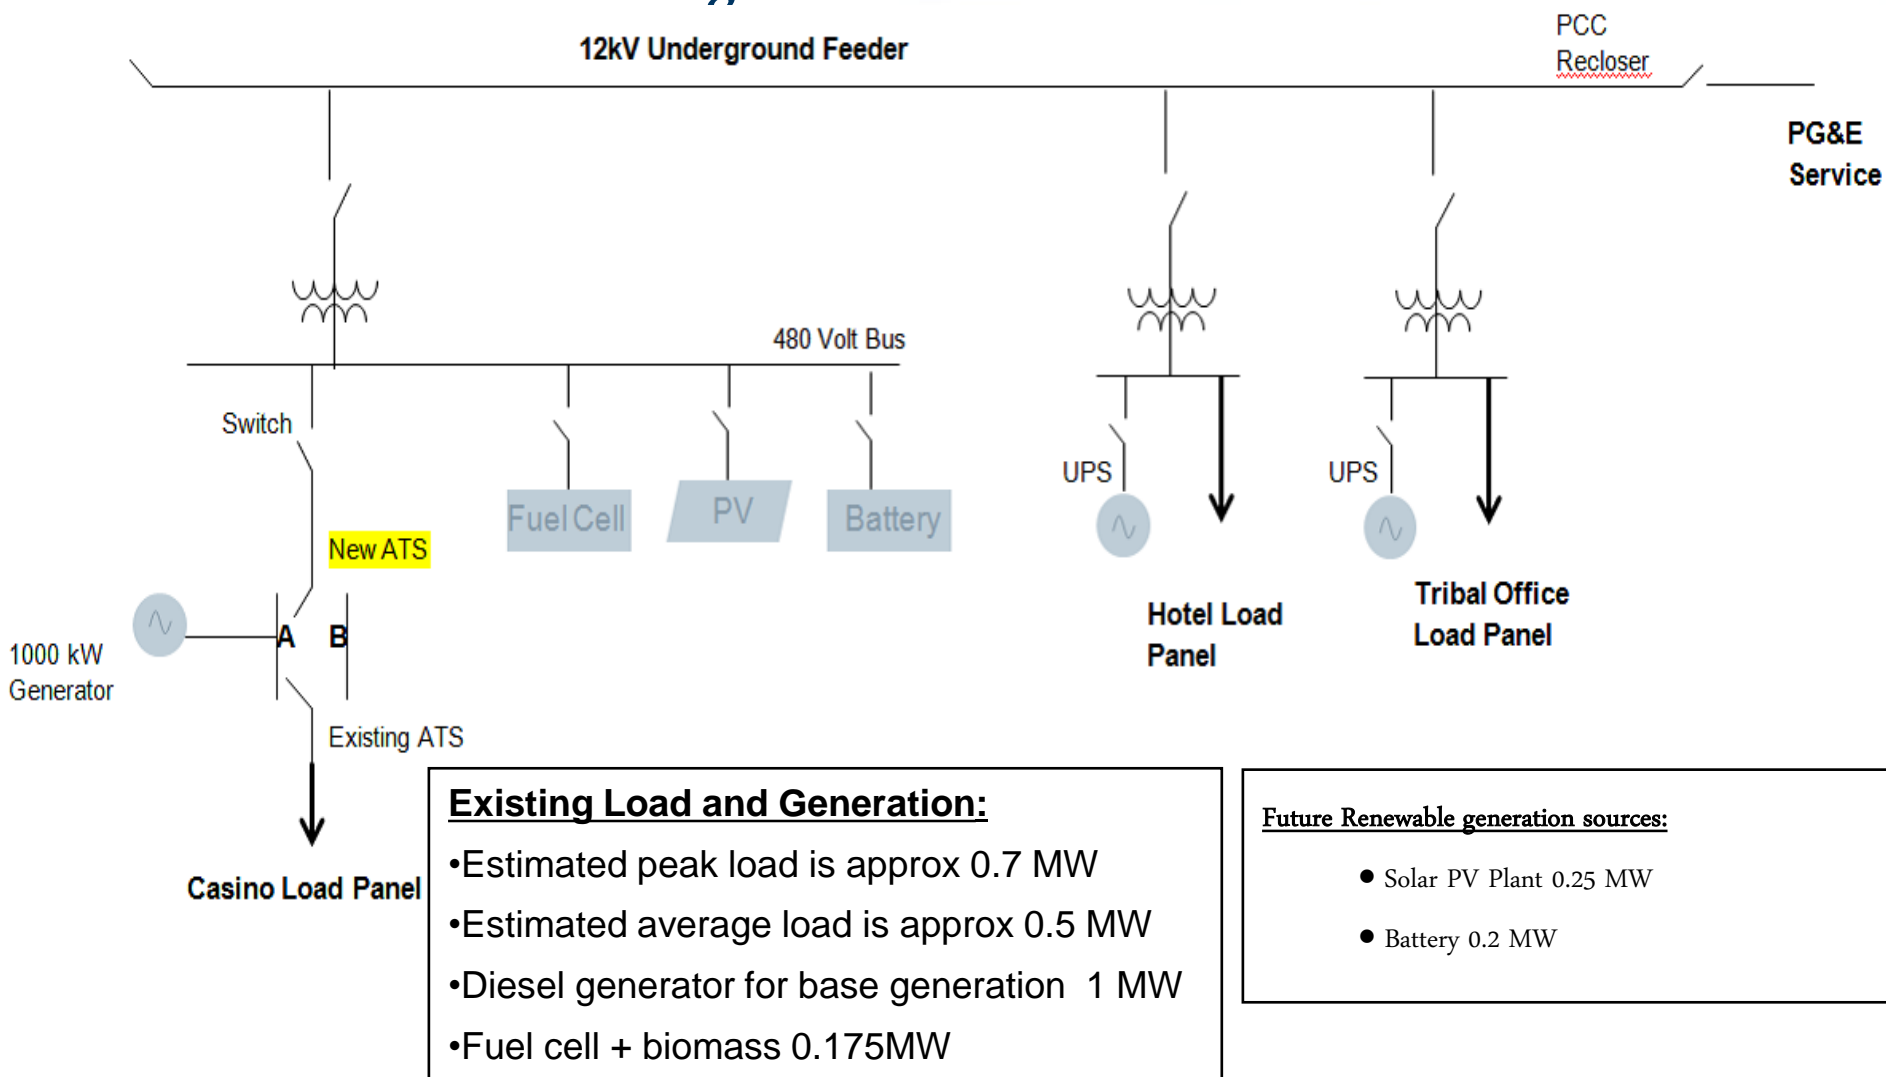 12kV Underground Feeder
PCC
Recloser
PG&E
Service
480 Volt Bus
Switch
UPS
UPS
Fuel Cell
PV
Battery
New ATS
Hotel Load
Panel
Tribal Office
Load Panel
A B
1000 kW
Generator
Existing ATS
Casino Load Panel
Existing Load and Generation:
•Estimated peak load is approx 0.7 MW
•Estimated average load is approx 0.5 MW
•Diesel generator for base generation 1 MW
•Fuel cell + biomass 0.175MW
Future Renewable generation sources:
● Solar PV Plant 0.25 MW
● Battery 0.2 MW